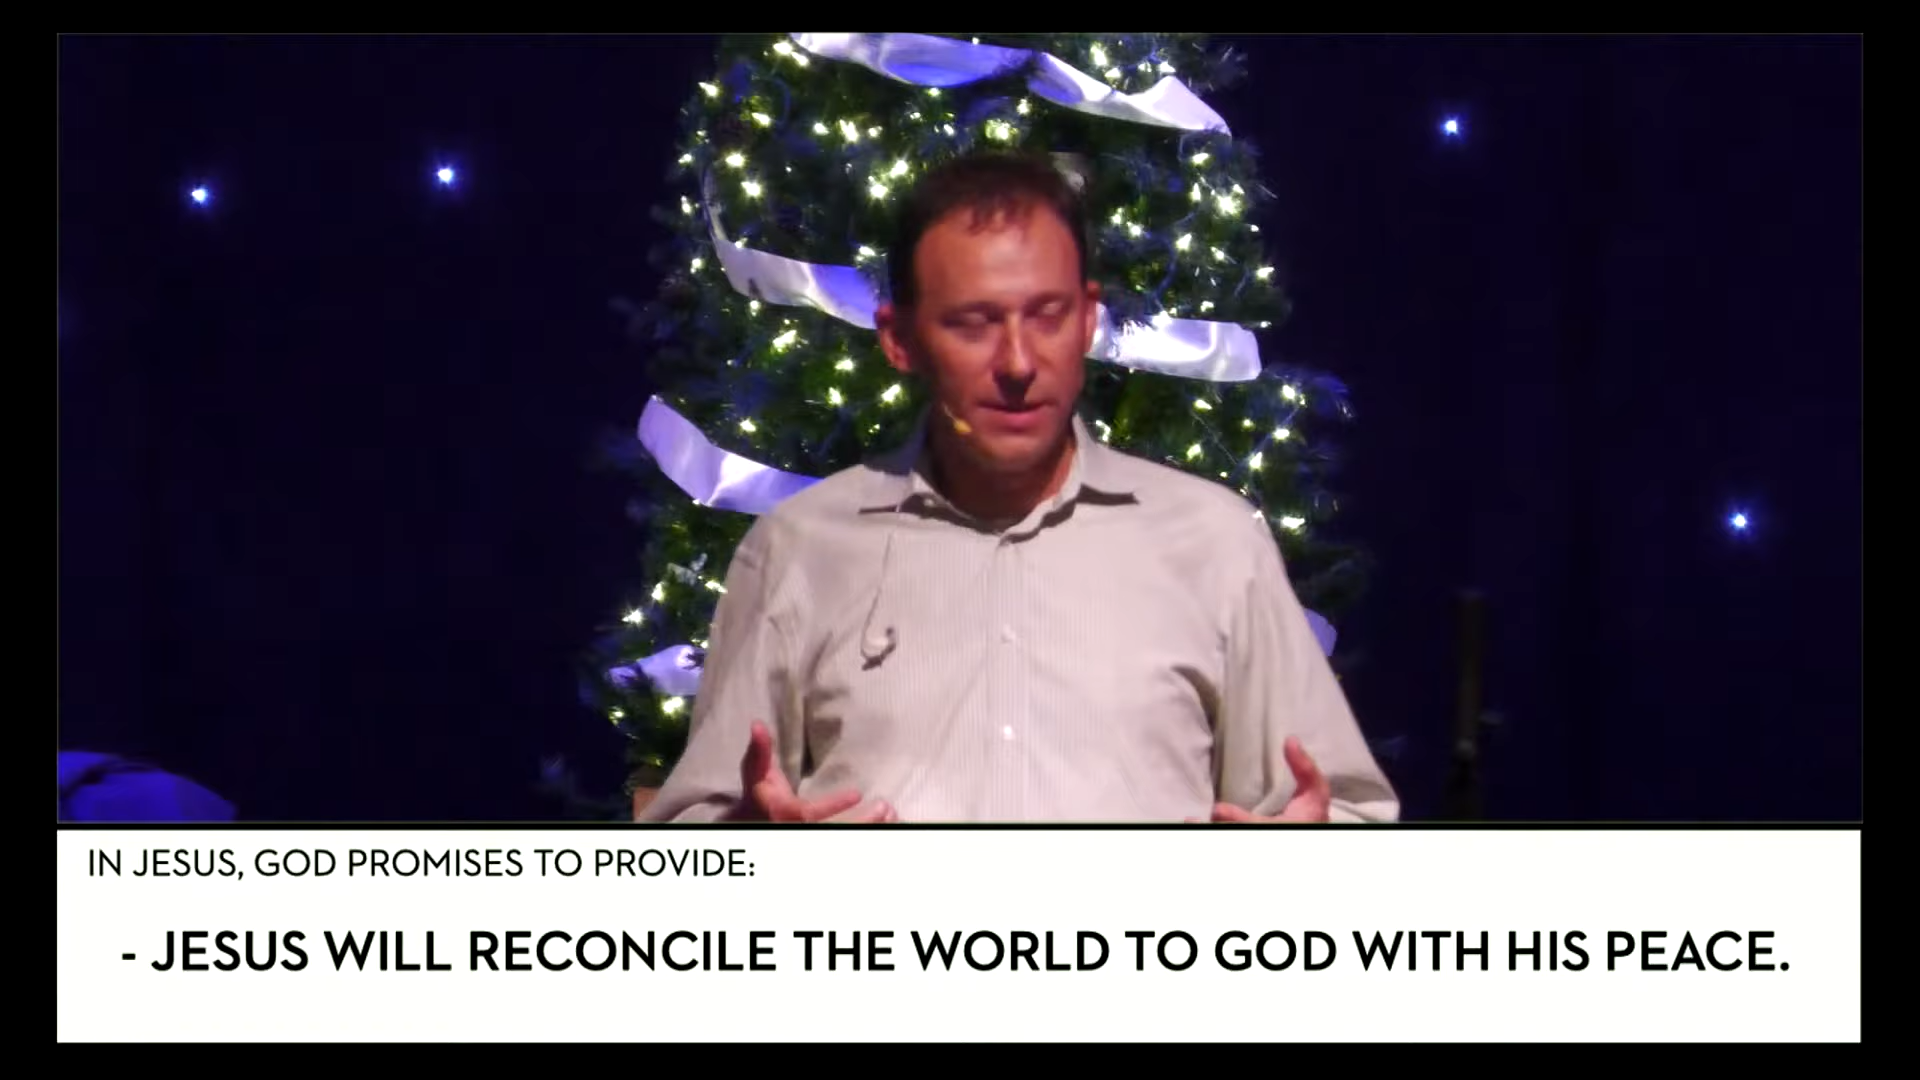 IN JESUS, GOD PROMISES TO PROVIDE:
- JESUS WILL RECONCILE THE WORLD TO GOD WITH HIS PEACE.